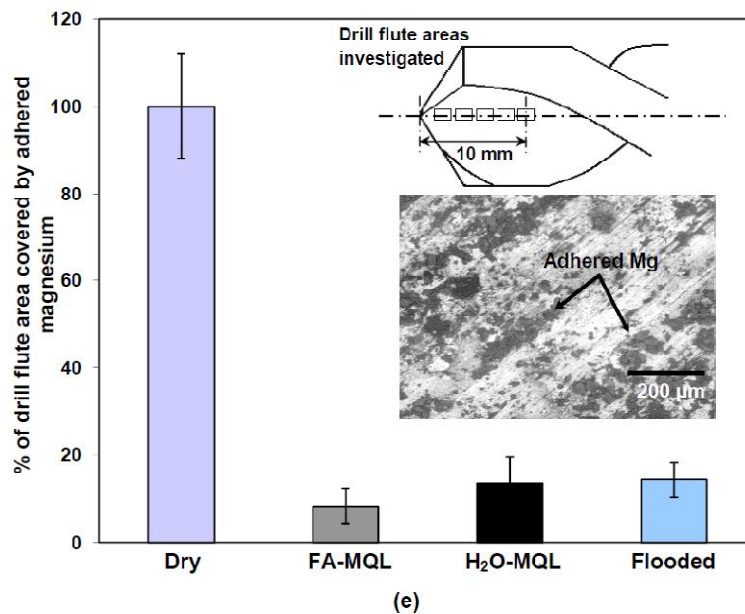 % of drill flute area covered by adhered
magnesium
120
100
80
60
40
20
0
Drill flute areas
investigated
10 mm
Adhered Mg
200 µm
Dry
FA-MQL
H₂O-MQL
Flooded
(e)